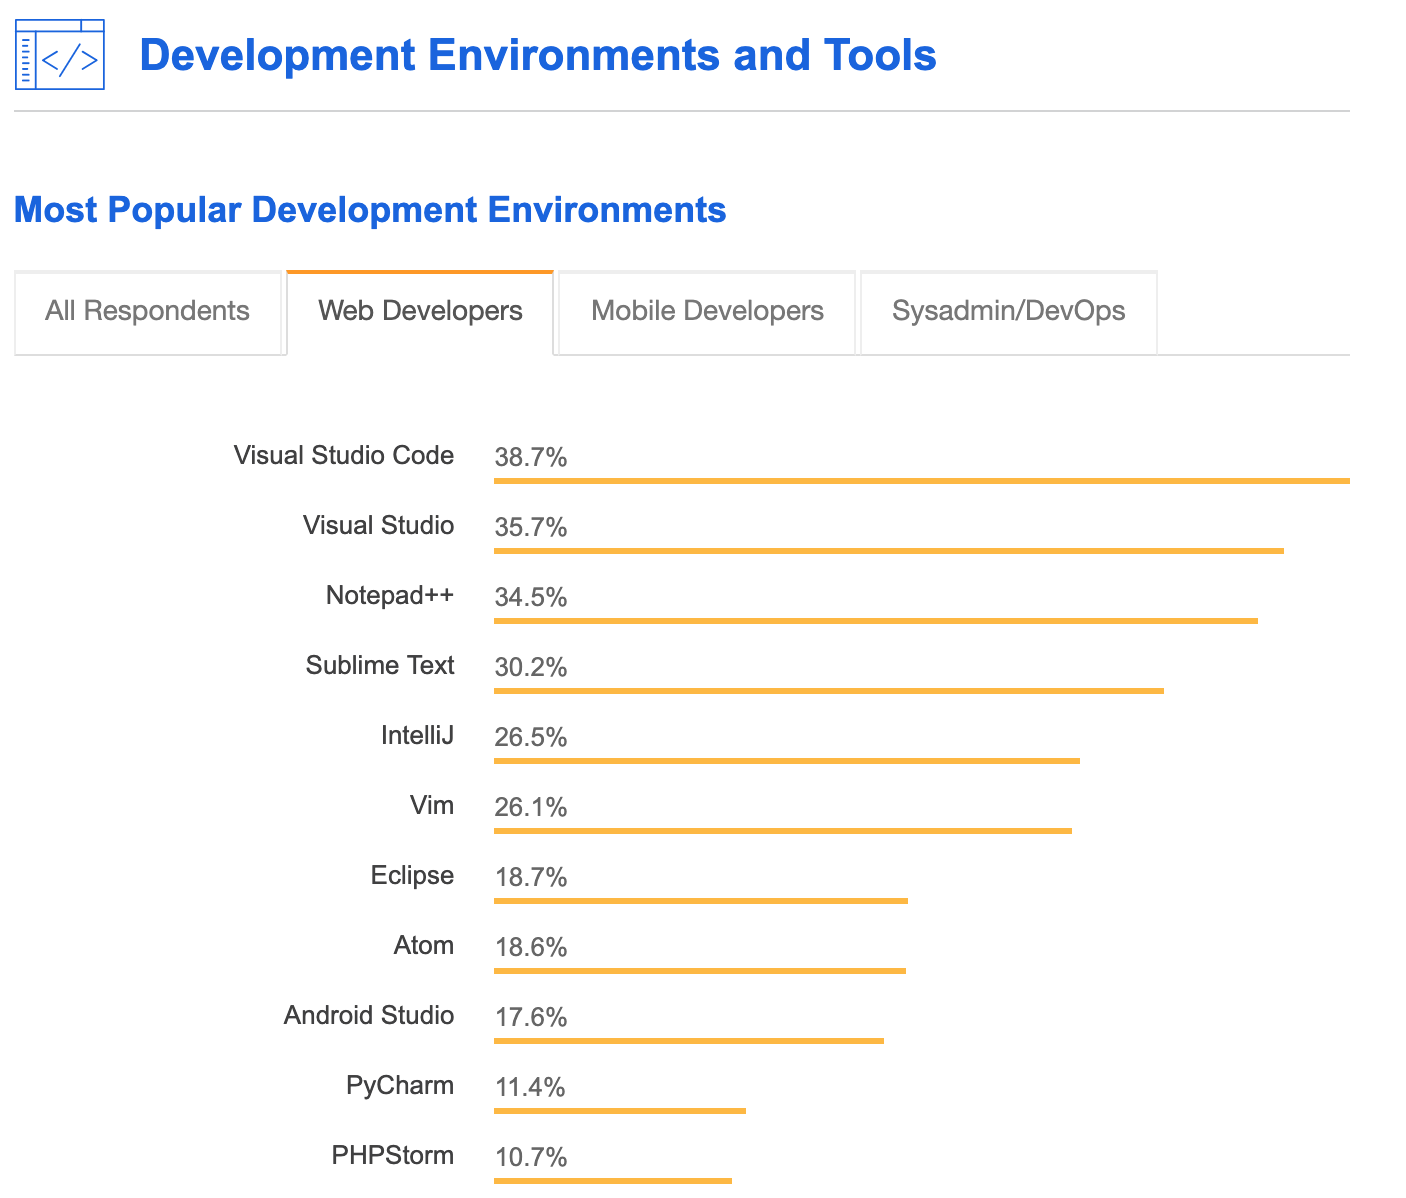 </>
Development Environments and Tools
Most Popular Development Environments
All Respondents Web Developers Mobile Developers Sysadmin/DevOps
Visual Studio Code 38.7%
Visual Studio 35.7%
Notepad++ 34.5%
Sublime Text 30.2%
IntelliJ 26.5%
Vim 26.1%
Eclipse 18.7%
Atom 18.6%
Android Studio 17.6%
PyCharm 11.4%
PHPStorm 10.7%